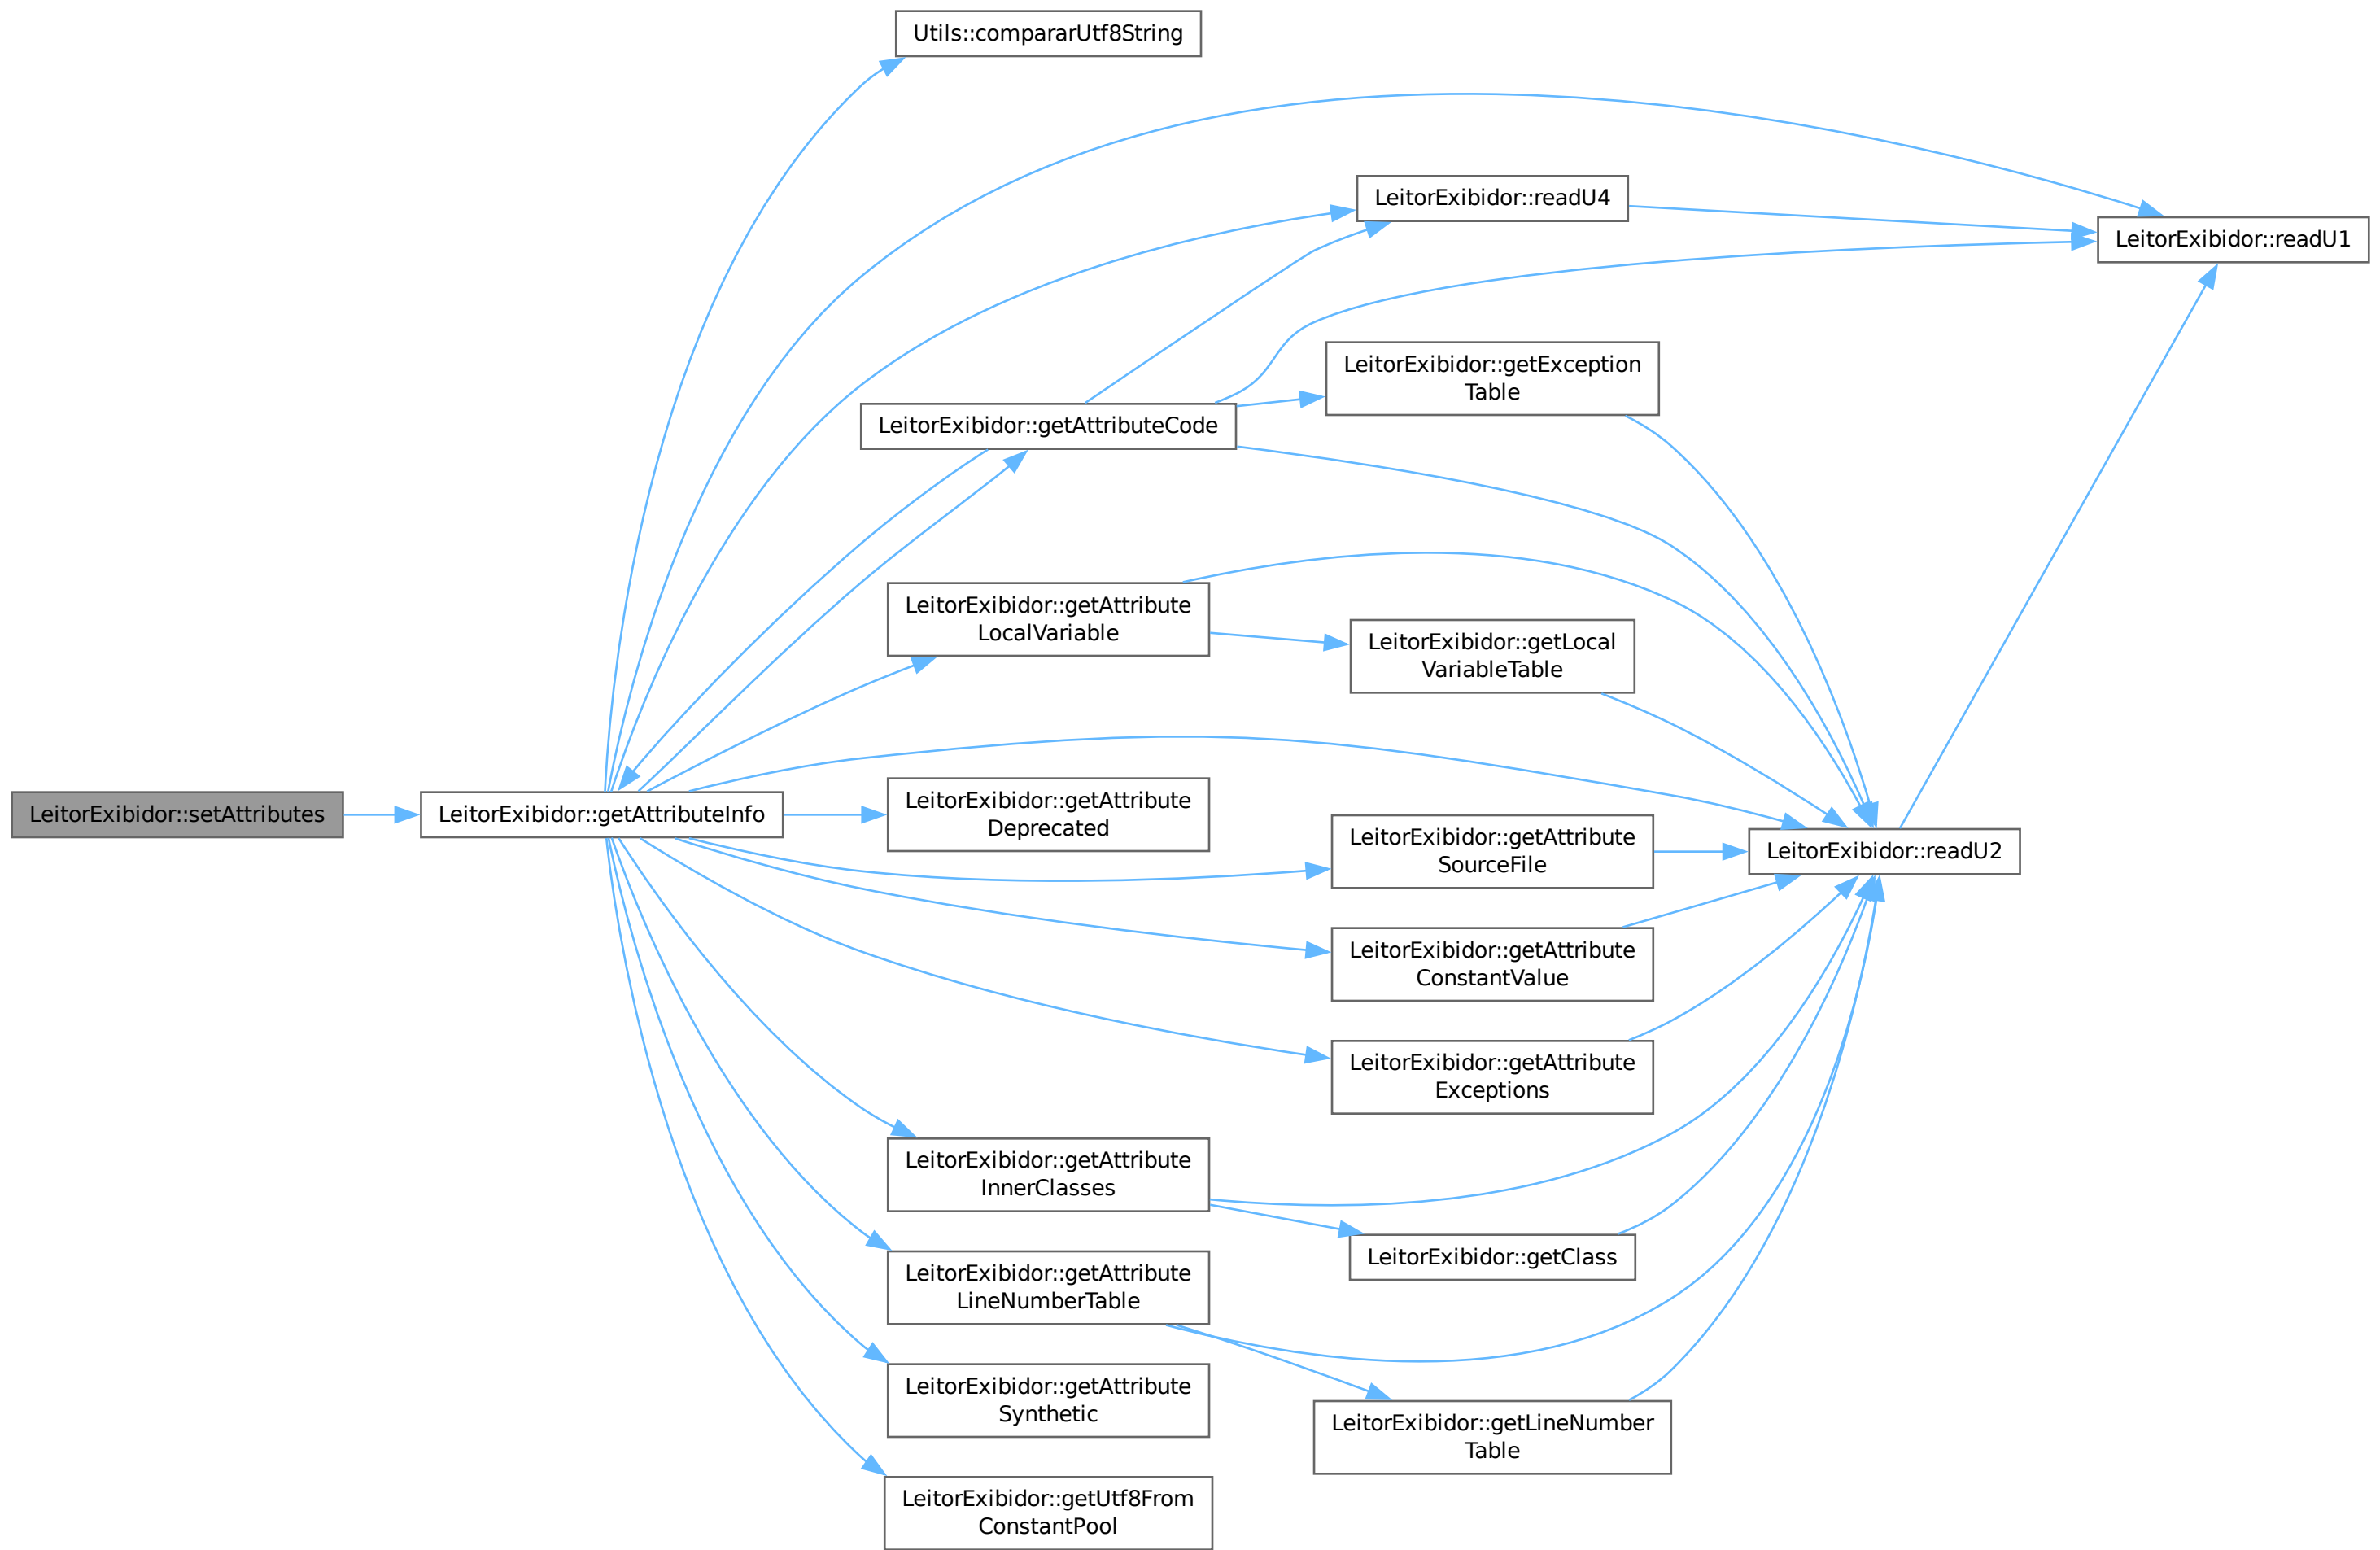 Utils::compararUtf8String
LeitorExibidor::readU4
LeitorExibidor::readU1
LeitorExibidor::getException
Table
LeitorExibidor::getAttributeCode
LeitorExibidor::getAttribute
LocalVariable
LeitorExibidor::getLocal
VariableTable
LeitorExibidor::setAttributes
LeitorExibidor::getAttributeInfo
LeitorExibidor::getAttribute
Deprecated
LeitorExibidor::getAttribute
SourceFile
LeitorExibidor::readU2
LeitorExibidor::getAttribute
ConstantValue
LeitorExibidor::getAttribute
Exceptions
LeitorExibidor::getAttribute
InnerClasses
LeitorExibidor::getClass
LeitorExibidor::getAttribute
LineNumberTable
LeitorExibidor::getAttribute
Synthetic
LeitorExibidor::getLineNumber
Table
LeitorExibidor::getUtf8From
ConstantPool